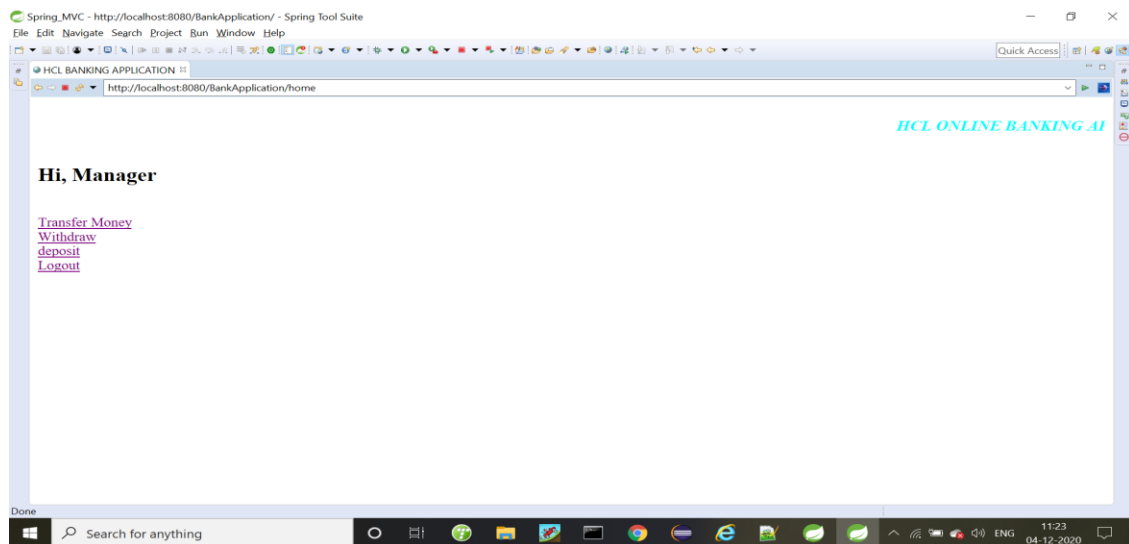 Spring_MVC - http://localhost:8080/BankApplication/ - Spring Tool Suite
File Edit Navigate Search Project Run Window Help
Quick Access
HCL BANKING APPLICATION
http://localhost:8080/BankApplication/home
HCL ONLINE BANKING AP
Hi, Manager
Transfer Money
Withdraw
deposit
Logout
Done
Search for anything
ENG
11:23
04-12-2020